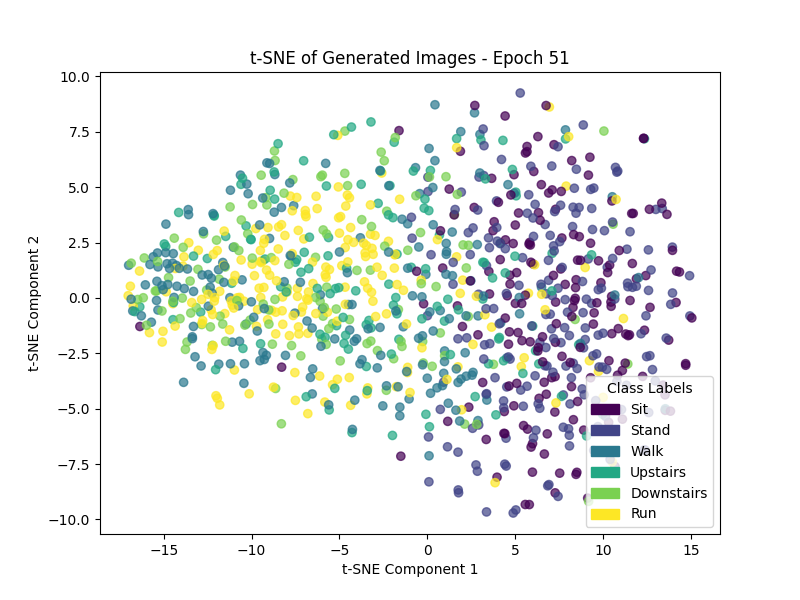 t-SNE of Generated Images - Epoch 51
10.0
7.5
5.0
2.5
0.0
−2.5
−5.0
−7.5
−10.0
t-SNE Component 2
Class Labels
Sit
Stand
Walk
Upstairs
Downstairs
Run
−15
−10
−5
0
5
10
15
t-SNE Component 1